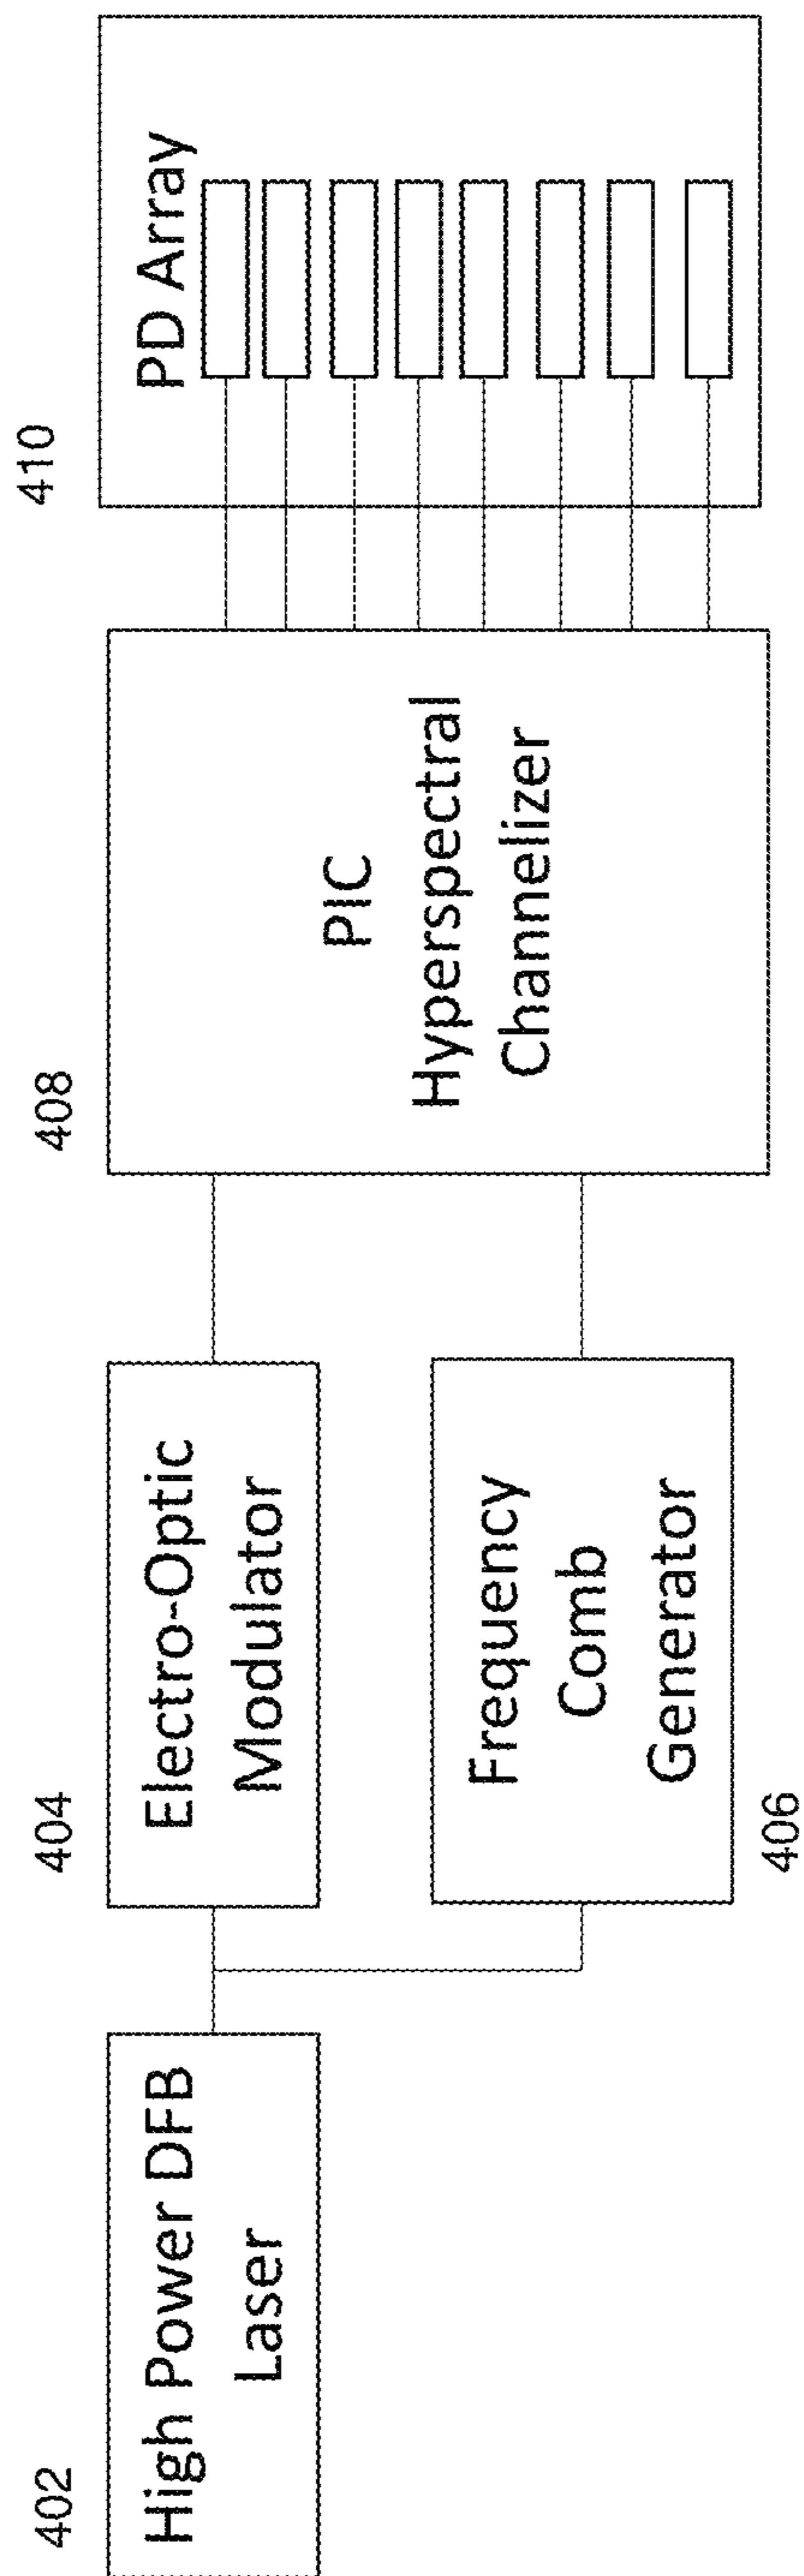 402
High Power DFB
Laser
404
Electro-Optic
Modulator
Frequency
Comb
Generator
406
408
PIC
Hyperspectral
Channelizer
410
PD Array